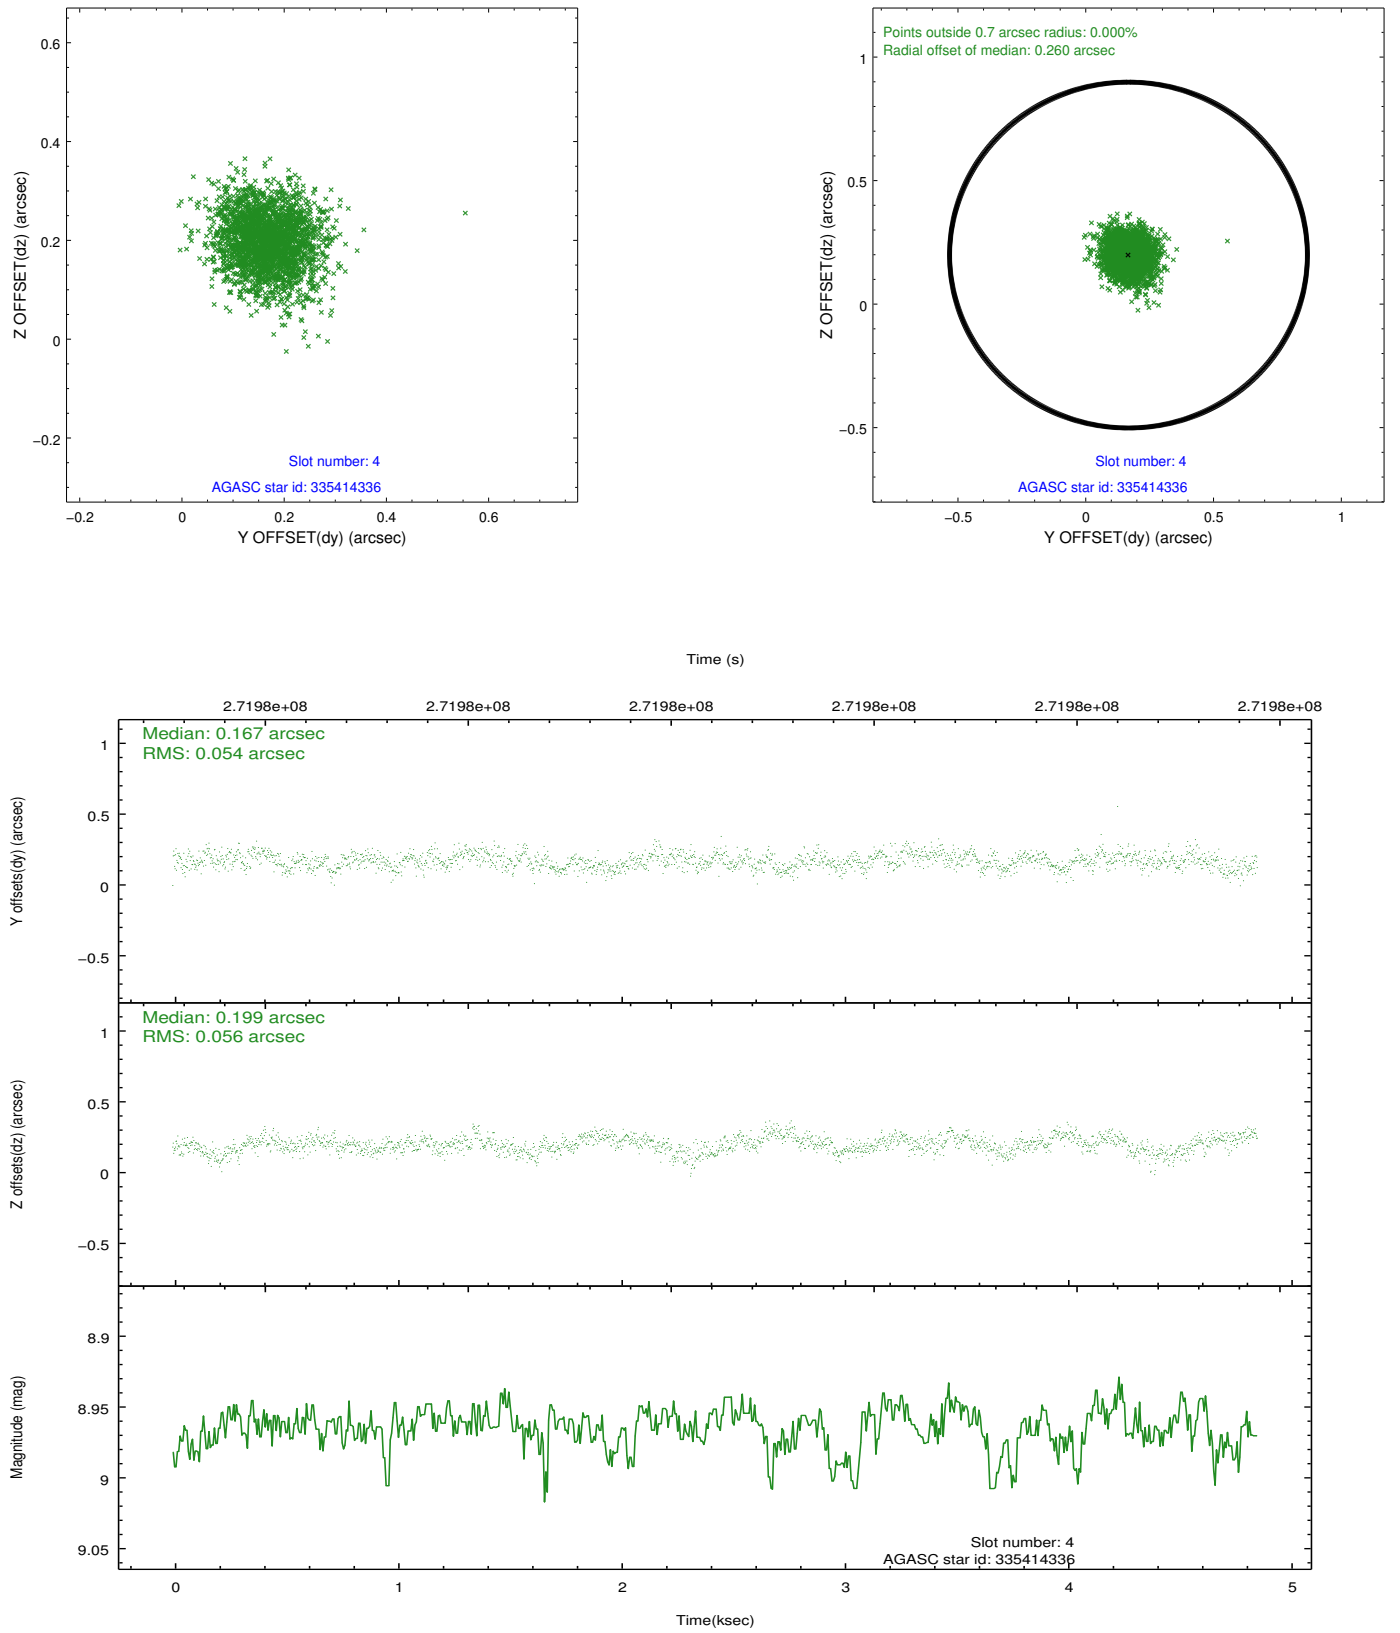 0.6
0.4
0.2
0
−0.2
Z OFFSET(dz) (arcsec)
Slot number: 4
AGASC star id: 335414336
−0.2 0 0.2 0.4 0.6
Y OFFSET(dy) (arcsec)
Points outside 0.7 arcsec radius: 0.000%
Radial offset of median: 0.260 arcsec
1
0.5
0
−0.5
Z OFFSET(dz) (arcsec)
Slot number: 4
AGASC star id: 335414336
−0.5 0 0.5 1
Y OFFSET(dy) (arcsec)
Time (s)
2.7198e+08 2.7198e+08 2.7198e+08 2.7198e+08 2.7198e+08 2.7198e+08
Median: 0.167 arcsec
RMS: 0.054 arcsec
1
0.5
0
−0.5
Y offsets(dy) (arcsec)
Median: 0.199 arcsec
RMS: 0.056 arcsec
1
0.5
0
−0.5
Z offsets(dz) (arcsec)
8.9
8.95
9
9.05
Magnitude (mag)
Slot number: 4
AGASC star id: 335414336
0 1 2 3 4 5
Time(ksec)